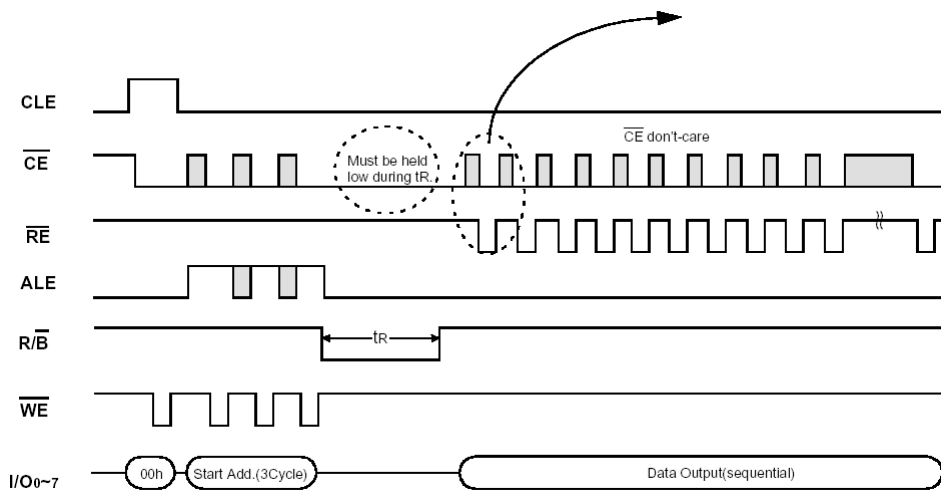 CLE
CE don't-care
CE
Must be held
low during tR.
RE
ALE
R/B
tR
WE
I/O0~7
00h
Start Add.(3Cycle)
Data Output(sequential)